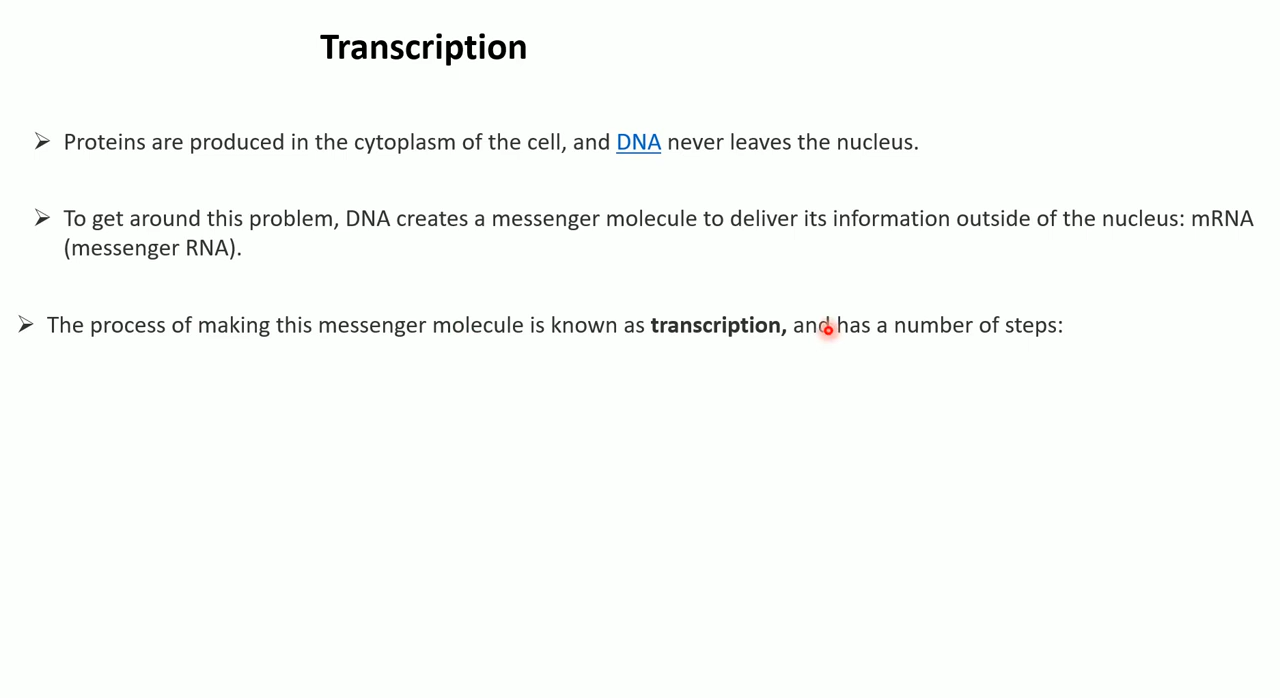 Transcription
➢ Proteins are produced in the cytoplasm of the cell, and DNA never leaves the nucleus.
➢ To get around this problem, DNA creates a messenger molecule to deliver its information outside of the nucleus: mRNA
(messenger RNA).
➢ The process of making this messenger molecule is known as transcription, and has a number of steps: